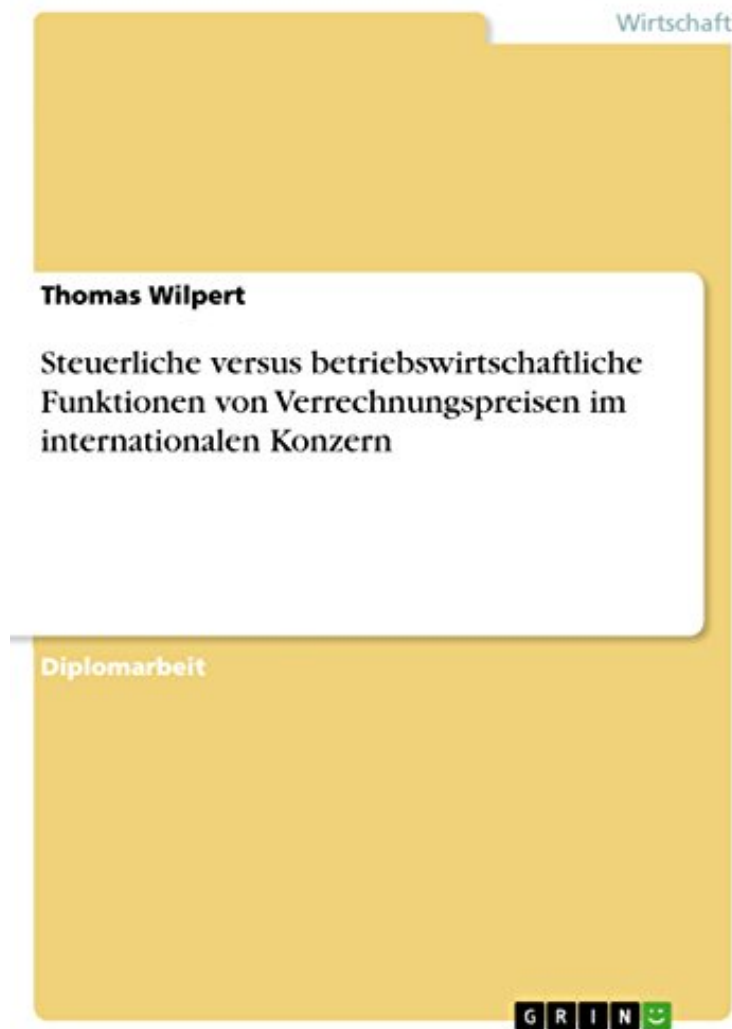 Wirtschaft
Thomas Wilpert
Steuerliche versus betriebswirtschaftliche
Funktionen von Verrechnungspreisen im
internationalen Konzern
Diplomarbeit
GRIN